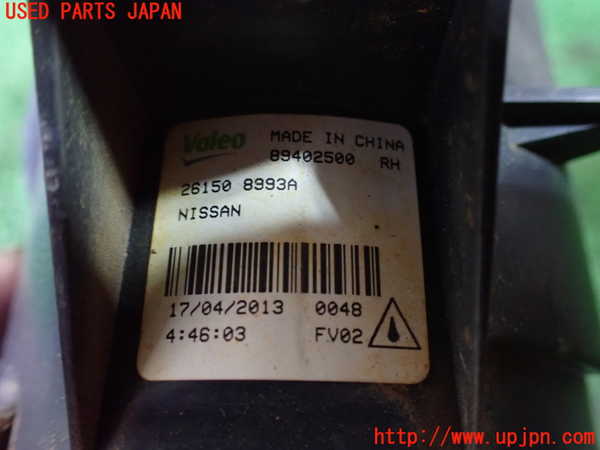 USED PARTS JAPAN
Valeo MADE IN CHINA
89402500 RH
26150 8993A
NISSAN
17/04/2013 0048
4:46:03 FV02
http://www.upjpn.com/